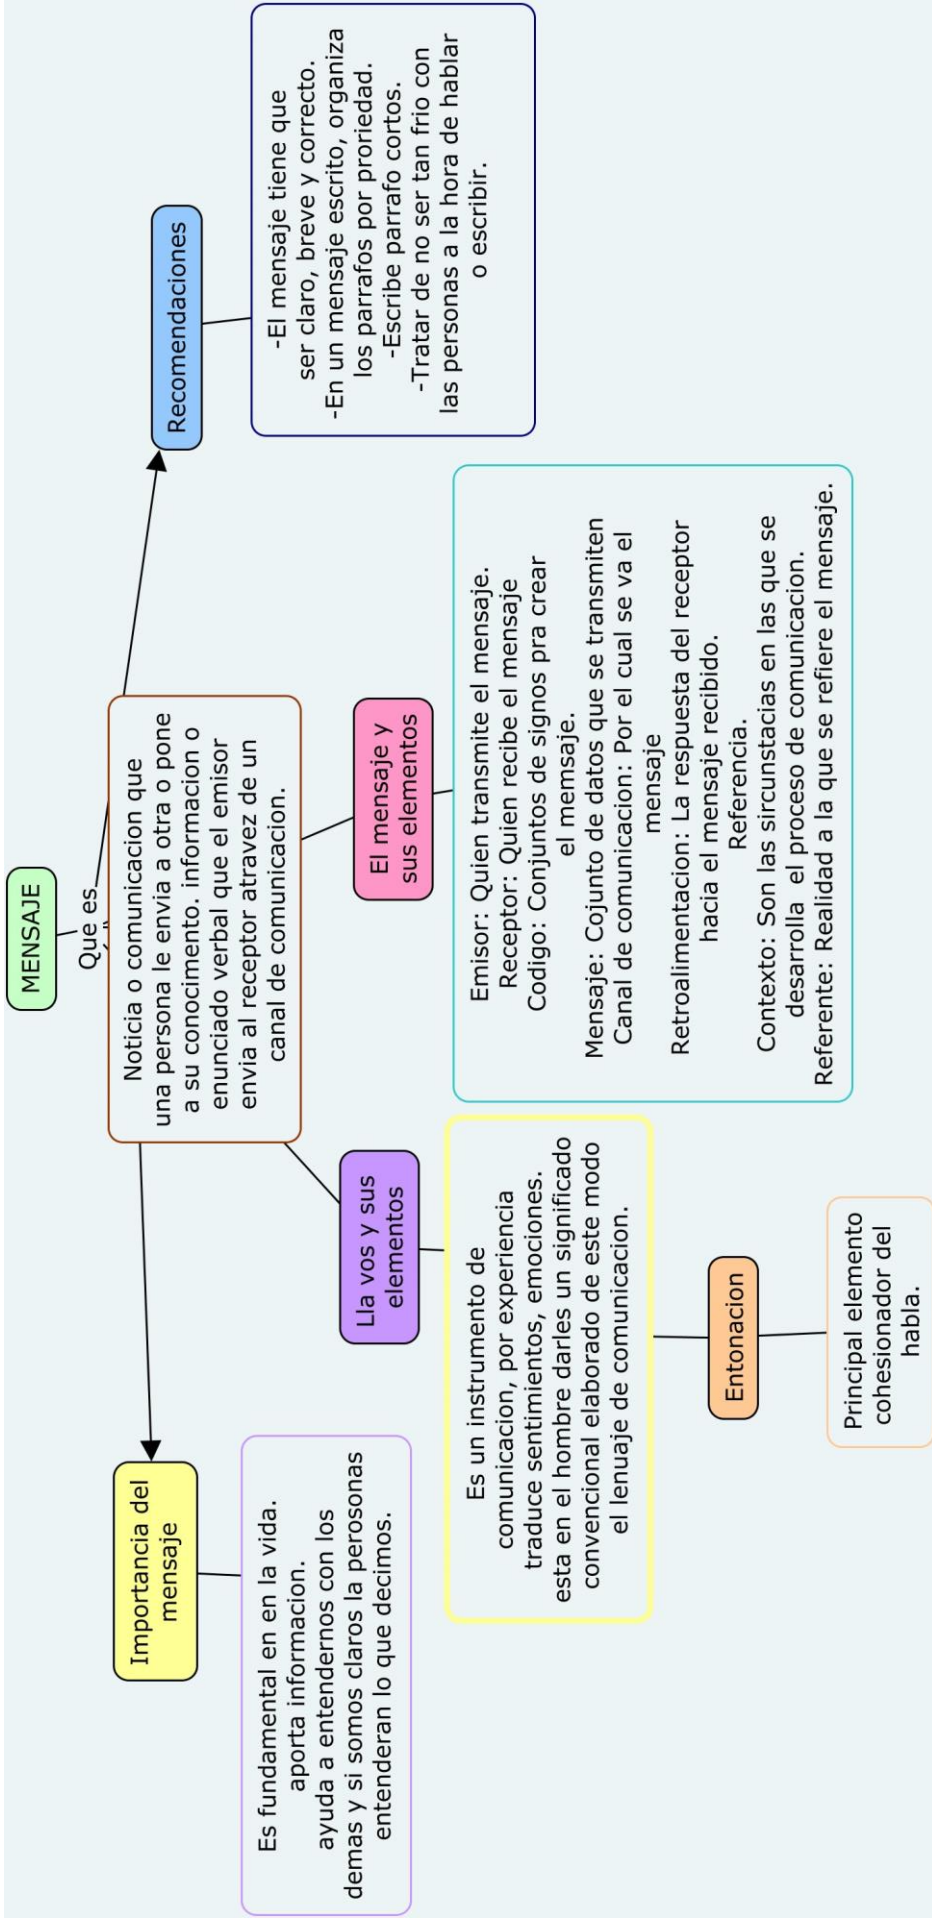 MENSAJE
Que es
Noticia o comunicacion que
una persona le envia a otra o pone
a su conocimento. informacion o
enunciado verbal que el emisor
envia al receptor atravez de un
canal de comunicacion.
Importancia del
mensaje
Es fundamental en en la vida.
aporta informacion.
ayuda a entendernos con los
demas y si somos claros la perosonas
entenderan lo que decimos.
Lla vos y sus
elementos
Es un instrumento de
comunicacion, por experiencia
traduce sentimientos, emociones.
esta en el hombre darles un significado
convencional elaborado de este modo
el lenuaje de comunicacion.
Entonacion
Principal elemento
cohesionador del
habla.
El mensaje y
sus elementos
Emisor: Quien transmite el mensaje.
Receptor: Quien recibe el mensaje
Codigo: Conjuntos de signos pra crear
el memsaje.
Mensaje: Cojunto de datos que se transmiten
Canal de comunicacion: Por el cual se va el
mensaje
Retroalimentacion: La respuesta del receptor
hacia el mensaje recibido.
Referencia.
Contexto: Son las sircunstacias en las que se
desarrolla el proceso de comunicacion.
Referente: Realidad a la que se refiere el mensaje.
Recomendaciones
-El mensaje tiene que
ser claro, breve y correcto.
-En un mensaje escrito, organiza
los parrafos por proriedad.
-Escribe parrafo cortos.
-Tratar de no ser tan frio con
las personas a la hora de hablar
o escribir.